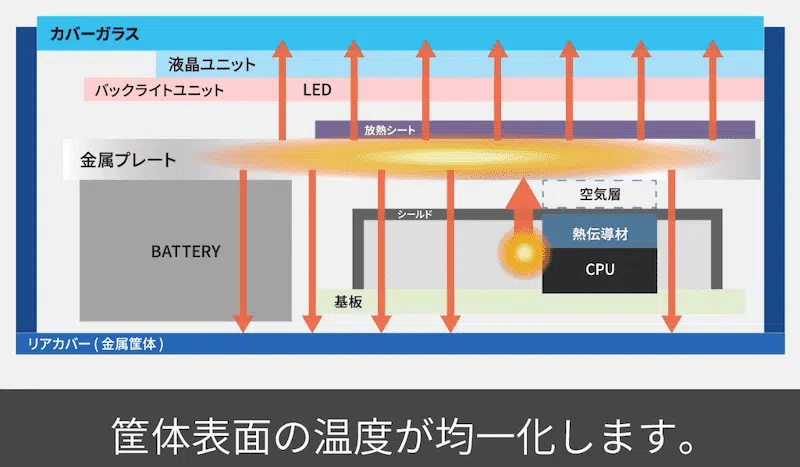 カバーガラス
液晶ユニット
バックライトユニット
LED
放熱シート
金属プレート
空気層
シールド
熱伝導材
BATTERY
CPU
基板
リアカバー ( 金属筐体 )
筐体表面の温度が均一化します。